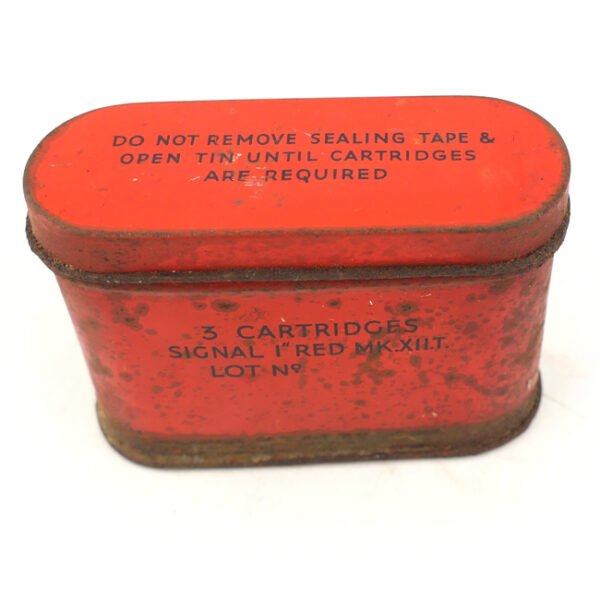 DO NOT REMOVE SEALING TAPE &
OPEN TIN UNTIL CARTRIDGES
ARE REQUIRED
3 CARTRIDGES
SIGNAL 1" RED MK.XII.T.
LOT Nº